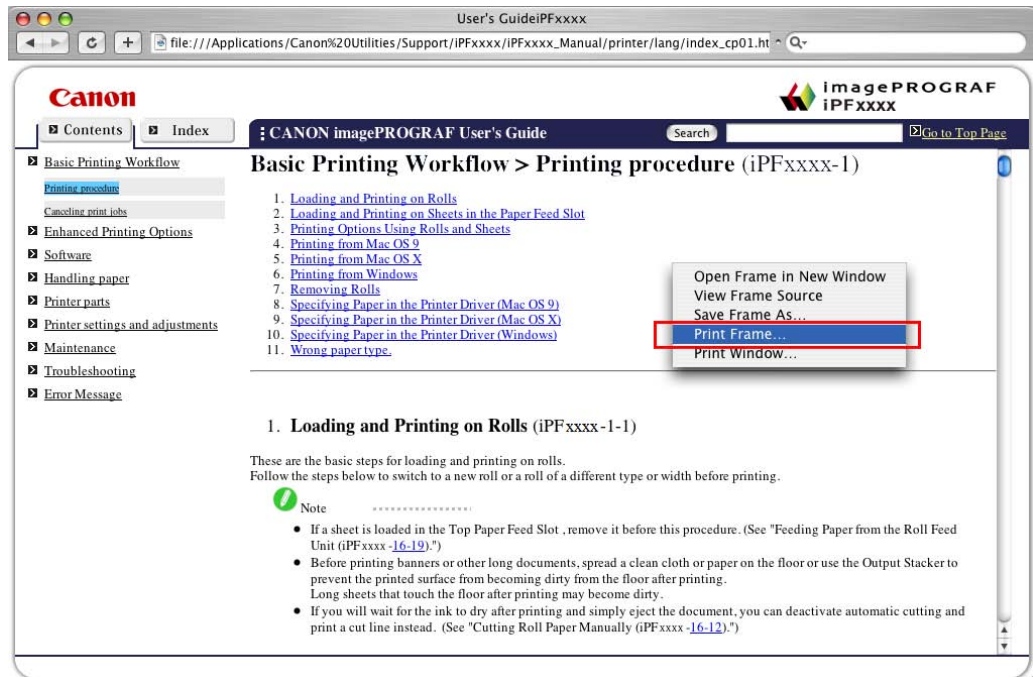 User's GuideiPFxxxx
file:///Applications/Canon%20Utilities/Support/iPFxxxx/iPFxxxx_Manual/printer/lang/index_cp01.ht
Canon
imagePROGRAF
iPFxxxx
Contents
Index
CANON imagePROGRAF User's Guide
Search
Go to Top Page
Basic Printing Workflow
Printing procedure
Canceling print jobs
Enhanced Printing Options
Software
Handling paper
Printer parts
Printer settings and adjustments
Maintenance
Troubleshooting
Error Message
Basic Printing Workflow > Printing procedure (iPFxxxx-1)
1. Loading and Printing on Rolls
2. Loading and Printing on Sheets in the Paper Feed Slot
3. Printing Options Using Rolls and Sheets
4. Printing from Mac OS 9
5. Printing from Mac OS X
6. Printing from Windows
7. Removing Rolls
8. Specifying Paper in the Printer Driver (Mac OS 9)
9. Specifying Paper in the Printer Driver (Mac OS X)
10. Specifying Paper in the Printer Driver (Windows)
11. Wrong paper type.
Open Frame in New Window
View Frame Source
Save Frame As...
Print Frame...
Print Window...
1. Loading and Printing on Rolls (iPFxxxx-1-1)
These are the basic steps for loading and printing on rolls.
Follow the steps below to switch to a new roll or a roll of a different type or width before printing.
Note
• If a sheet is loaded in the Top Paper Feed Slot , remove it before this procedure. (See "Feeding Paper from the Roll Feed
Unit (iPFxxxx -16-19).")
• Before printing banners or other long documents, spread a clean cloth or paper on the floor or use the Output Stacker to
prevent the printed surface from becoming dirty from the floor after printing.
Long sheets that touch the floor after printing may become dirty.
• If you will wait for the ink to dry after printing and simply eject the document, you can deactivate automatic cutting and
print a cut line instead. (See "Cutting Roll Paper Manually (iPFxxxx -16-12).")